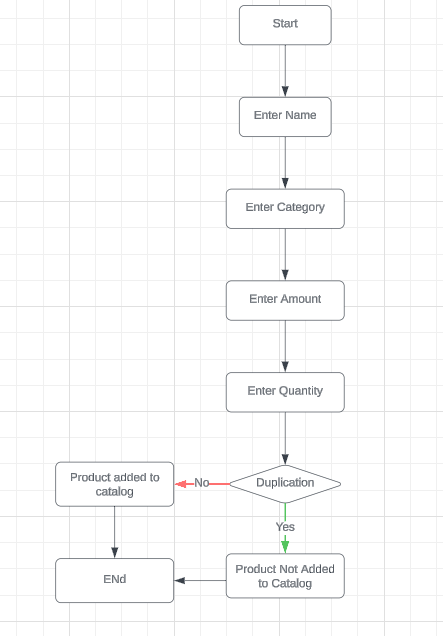 Start
Enter Name
Enter Category
Enter Amount
Enter Quantity
Duplication
No
Product added to
catalog
Yes
Product Not Added
to Catalog
ENd